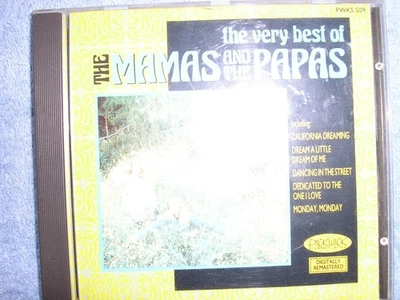 PWKS 509
the very best of
THE MAMAS AND THE PAPAS
including:
CALIFORNIA DREAMING
DREAM A LITTLE
DREAM OF ME
DANCING IN THE STREET
DEDICATED TO THE
ONE I LOVE
MONDAY, MONDAY
PICKWICK
DIGITALLY
REMASTERED